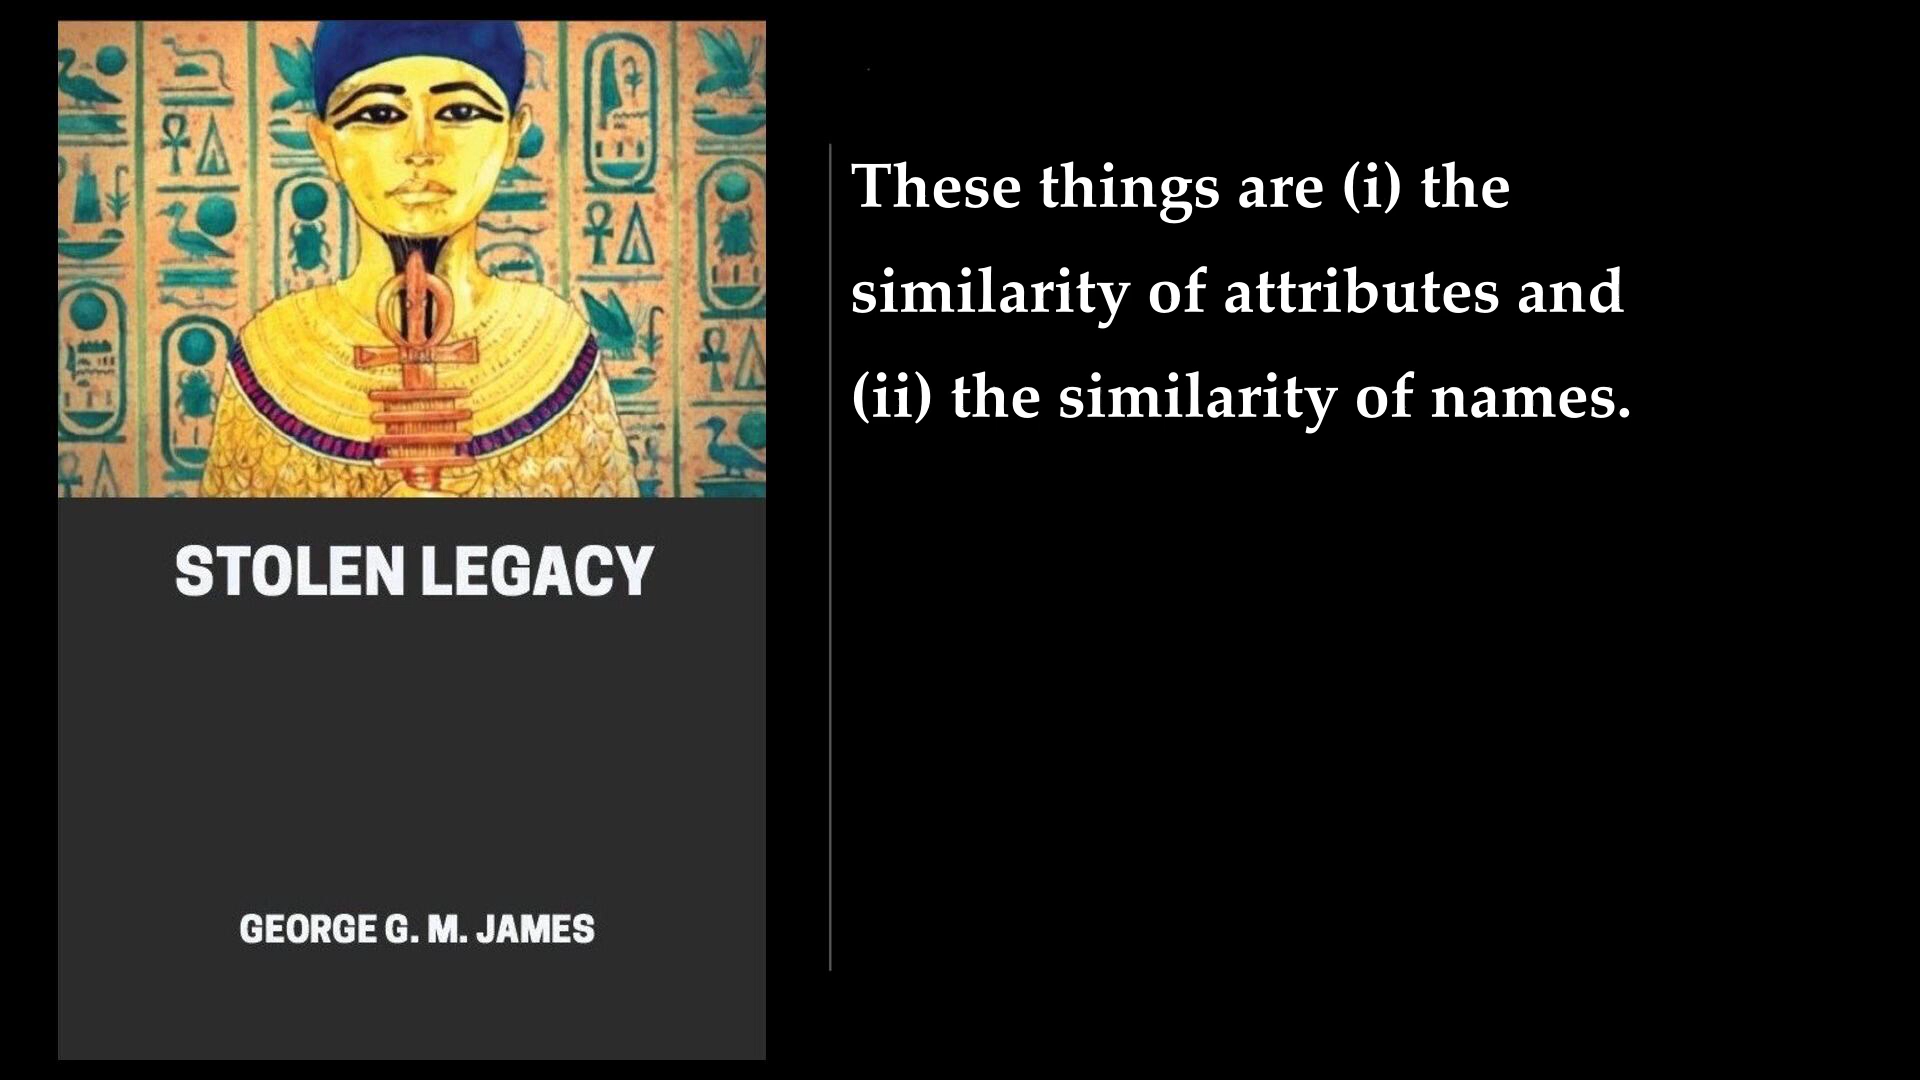 STOLEN LEGACY
GEORGE G. M. JAMES
These things are (i) the
similarity of attributes and
(ii) the similarity of names.